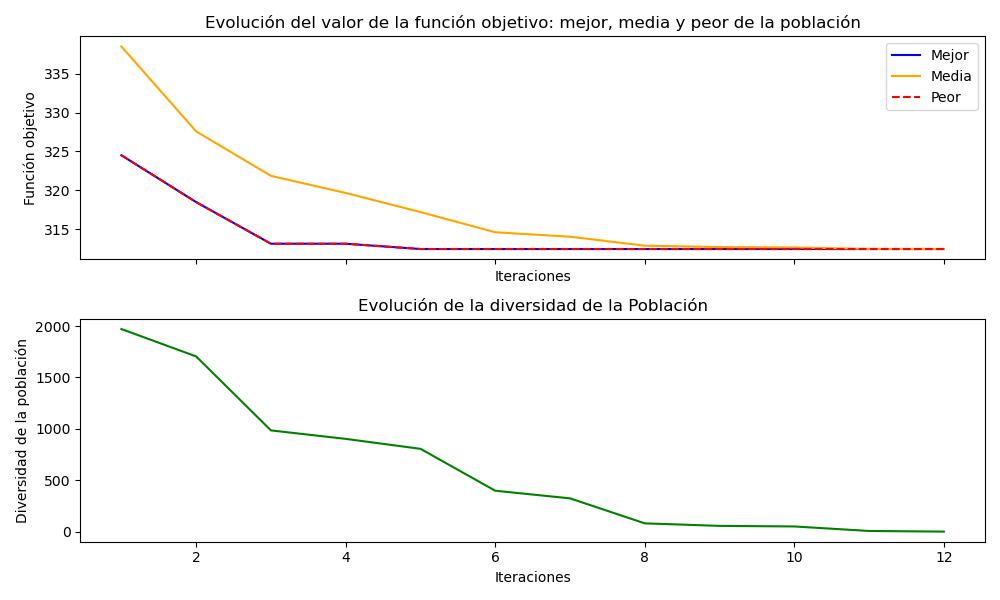 Evolución del valor de la función objetivo: mejor, media y peor de la población
Función objetivo
335
330
325
320
315
Mejor
Media
Peor
Iteraciones
Evolución de la diversidad de la Población
Diversidad de la población
2000
1500
1000
500
0
2 4 6 8 10 12
Iteraciones